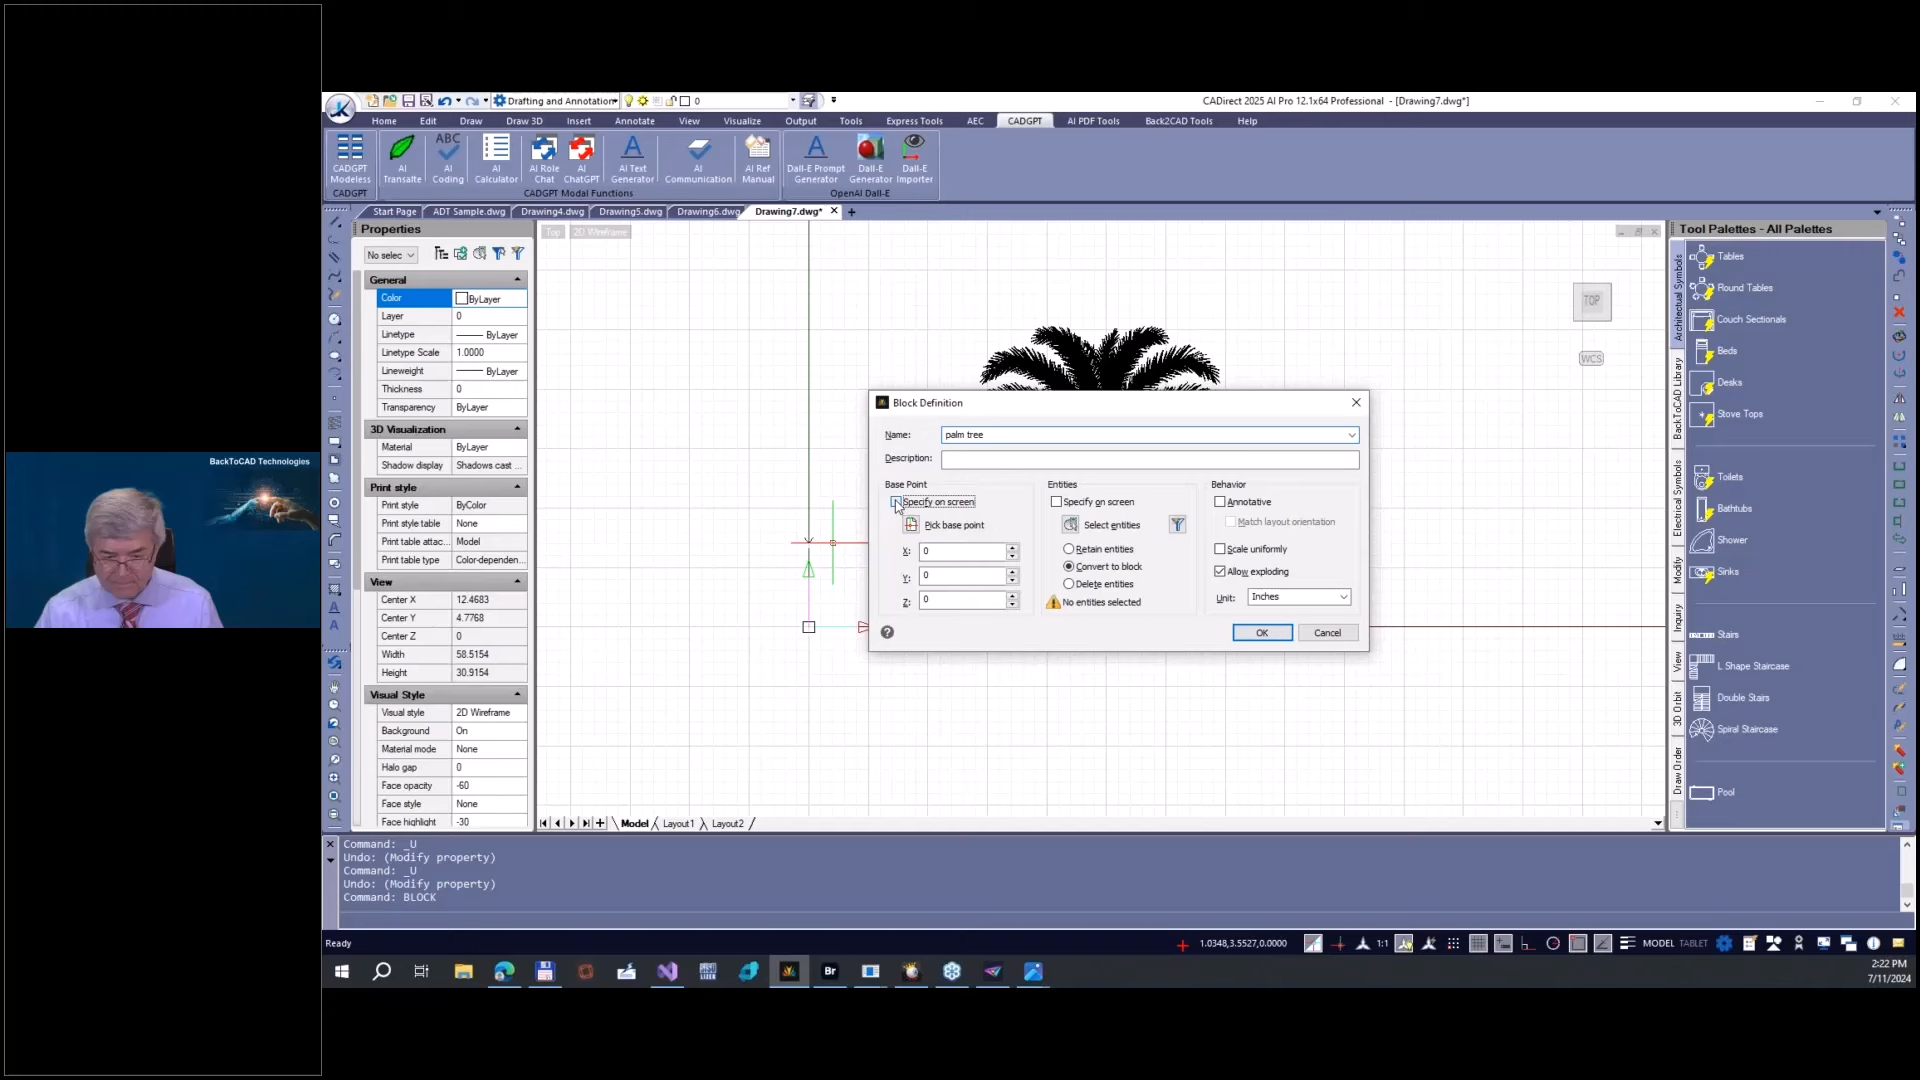 BackToCAD Technologies
Drafting and Annotation
0
CADirect 2025 AI Pro 12.1x64 Professional - [Drawing7.dwg*]
Home Edit Draw Draw 3D Insert Annotate View Visualize Output Tools Express Tools AEC CADGPT AI PDF Tools Back2CAD Tools Help
CADGPT Modeless
AI Transalte
ABC
AI Coding
AI Calculator
AI Role Chat
AI ChatGPT
AI Text Generator
AI Communication
AI Ref Manual
Dall-E Prompt Generator
Dall-E Generator
Dall-E Importer
CADGPT
CADGPT Modal Functions
OpenAI Dall-E
Start Page ADT Sample.dwg Drawing4.dwg Drawing5.dwg Drawing6.dwg Drawing7.dwg*
Properties
No selec
General
Color ByLayer
Layer 0
Linetype ByLayer
Linetype Scale 1.0000
Lineweight ByLayer
Thickness 0
Transparency ByLayer
3D Visualization
Material ByLayer
Shadow display Shadows cast ...
Print style
Print style ByColor
Print style table None
Print table attac... Model
Print table type Color-dependen...
View
Center X 12.4683
Center Y 4.7768
Center Z 0
Width 58.5154
Height 30.9154
Visual Style
Visual style 2D Wireframe
Background On
Material mode None
Halo gap 0
Face opacity -60
Face style None
Face highlight -30
Top 2D Wireframe
TOP
WCS
Block Definition
Name: palm tree
Description:
Base Point
Specify on screen
Pick base point
X: 0
Y: 0
Z: 0
Entities
Specify on screen
Select entities
Retain entities
Convert to block
Delete entities
No entities selected
Behavior
Annotative
Match layout orientation
Scale uniformly
Allow exploding
Unit: Inches
OK
Cancel
Model Layout1 Layout2
Tool Palettes - All Palettes
Architectural Symbols
BackToCAD Library
Electrical Symbols
Modify
Inquiry
View
3D Orbit
Draw Order
Tables
Round Tables
Couch Sectionals
Beds
Desks
Stove Tops
Toilets
Bathtubs
Shower
Sinks
Stairs
L Shape Staircase
Double Stairs
Spiral Staircase
Pool
Command: _U
Undo: (Modify property)
Command: _U
Undo: (Modify property)
Command: BLOCK
Ready
1.0348,3.5527,0.0000
1:1
MODEL TABLET
Br
2:22 PM
7/11/2024